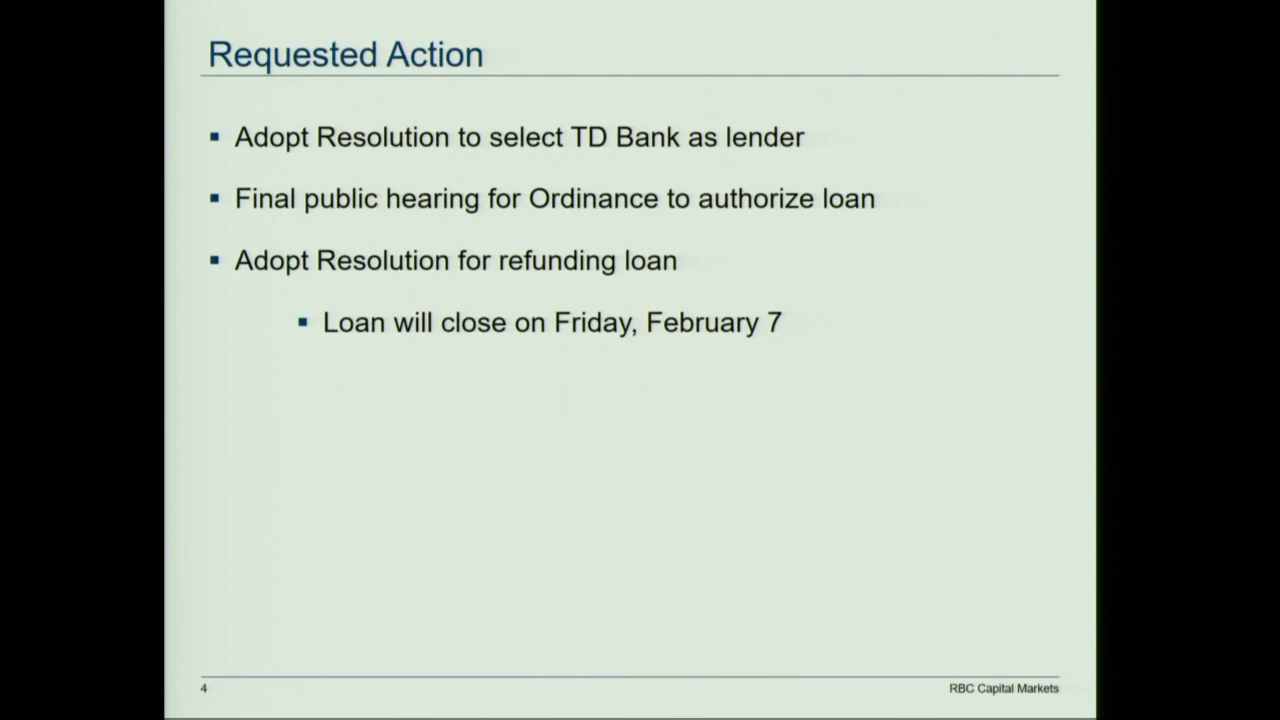 Requested Action
Adopt Resolution to select TD Bank as lender
Final public hearing for Ordinance to authorize loan
Adopt Resolution for refunding loan
Loan will close on Friday, February 7
4
RBC Capital Markets